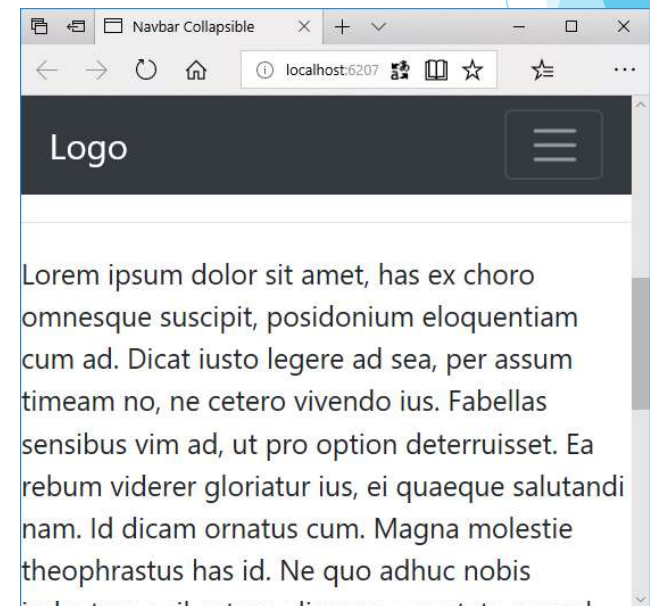 Navbar Collapsible
localhost:6207
Logo
Lorem ipsum dolor sit amet, has ex choro
omnesque suscipit, posidonium eloquentiam
cum ad. Dicat iusto legere ad sea, per assum
timeam no, ne cetero vivendo ius. Fabellas
sensibus vim ad, ut pro option deterruisset. Ea
rebum viderer gloriatur ius, ei quaeque salutandi
nam. Id dicam ornatus cum. Magna molestie
theophrastus has id. Ne quo adhuc nobis